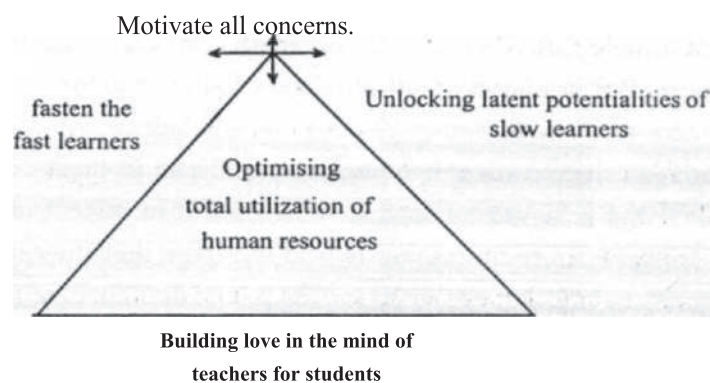 Motivate all concerns.
fasten the
fast learners
Unlocking latent potentialities of
slow learners
Optimising
total utilization of
human resources
Building love in the mind of
teachers for students